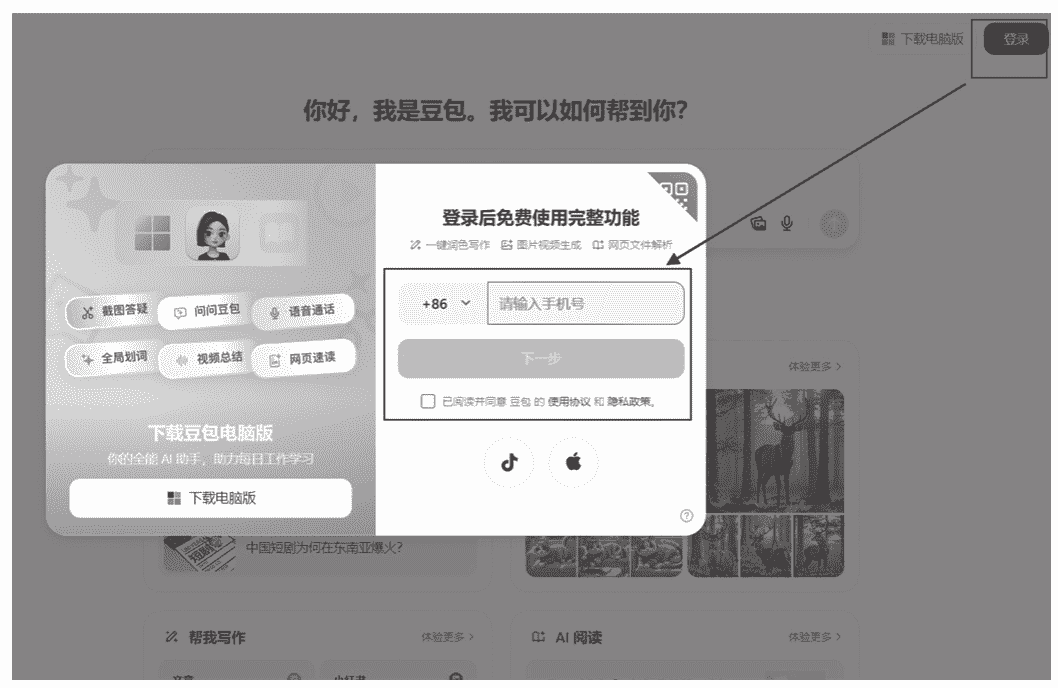 下载电脑版
登录
你好，我是豆包。我可以如何帮到你？
登录后免费使用完整功能
一键润色写作 图片视频生成 网页文件解析
+86 请输入手机号
下一步
已阅读并同意 豆包 的 使用协议 和 隐私政策。
截图答疑 问问豆包 语音通话
全局划词 视频总结 网页速读
下载豆包电脑版
你的全能 AI 助手，助力每日工作学习
下载电脑版
体验更多
中国短剧为何在东南亚爆火？
帮我写作 体验更多
AI 阅读 体验更多